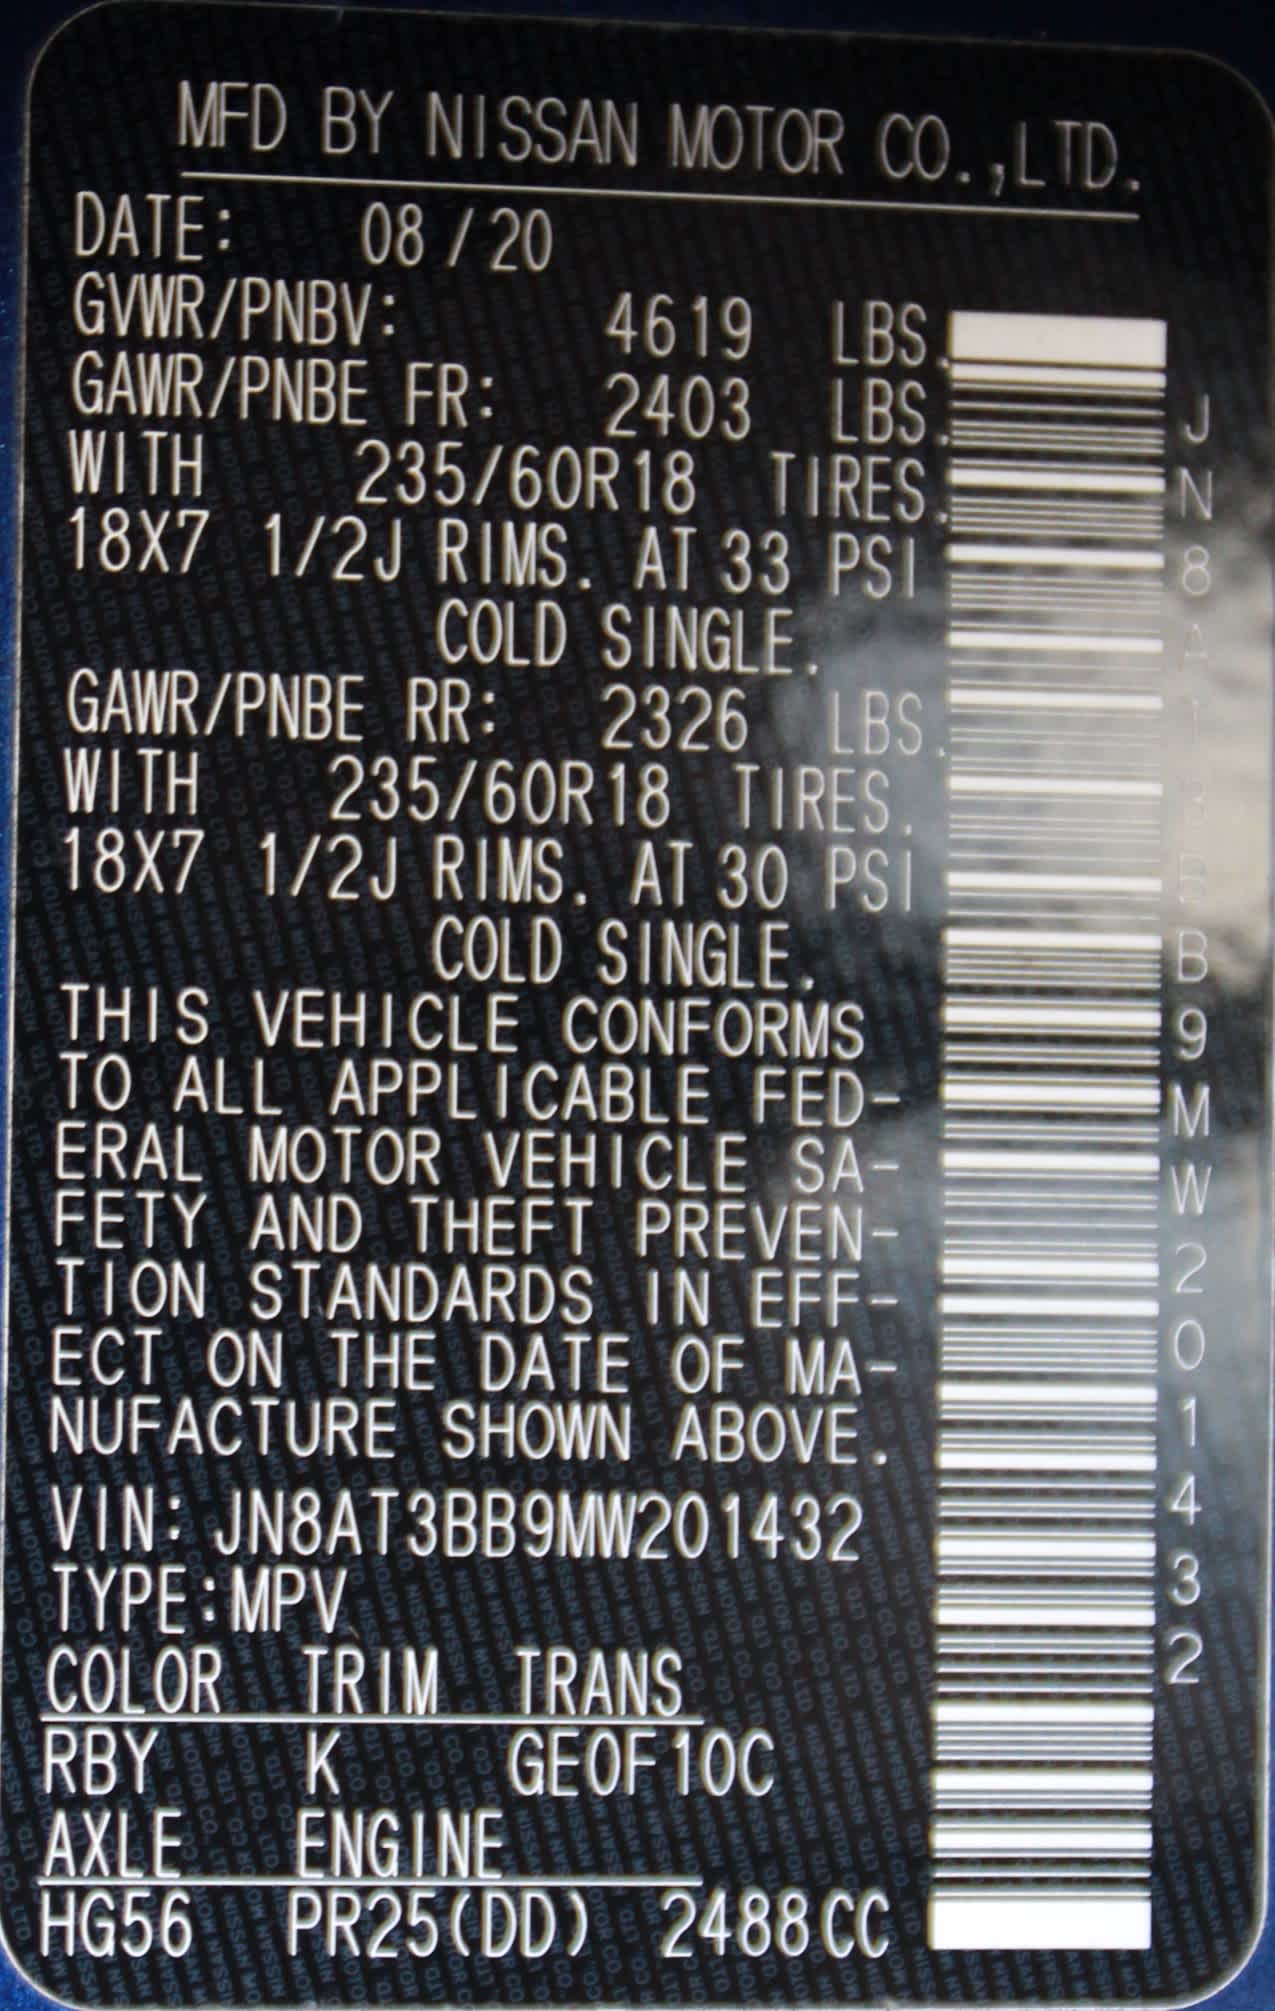 MFD BY NISSAN MOTOR CO.,LTD.
DATE: 08/20
GVWR/PNBV: 4619 LBS.
GAWR/PNBE FR: 2403 LBS.
WITH 235/60R18 TIRES.
18X7 1/2J RIMS. AT 33 PSI
COLD SINGLE.
GAWR/PNBE RR: 2326 LBS.
WITH 235/60R18 TIRES.
18X7 1/2J RIMS. AT 30 PSI
COLD SINGLE.
THIS VEHICLE CONFORMS
TO ALL APPLICABLE FED-
ERAL MOTOR VEHICLE SA-
FETY AND THEFT PREVEN-
TION STANDARDS IN EFF-
ECT ON THE DATE OF MA-
NUFACTURE SHOWN ABOVE.
VIN: JN8AT3BB9MW201432
TYPE:MPV
COLOR TRIM TRANS
RBY K GE0F10C
AXLE ENGINE
HG56 PR25(DD) 2488CC
JN8AT3BB9MW201432